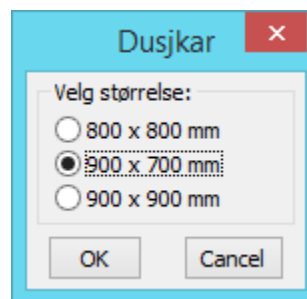 Dusjkar
x
Velg størrelse:
800 x 800 mm
900 x 700 mm
900 x 900 mm
OK Cancel